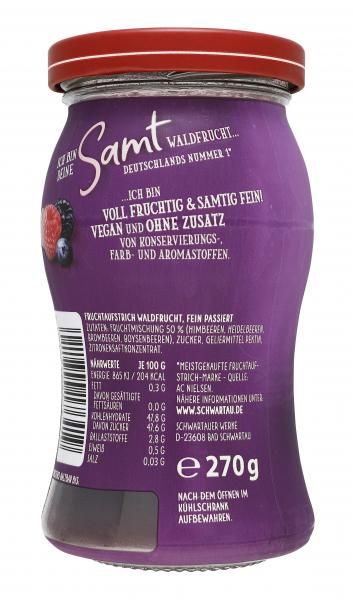 ICH BIN
DEINE
Samt WALDFRUCHT...
DEUTSCHLANDS NUMMER 1*
...ICH BIN
VOLL FRUCHTIG & SAMTIG FEIN!
VEGAN UND OHNE ZUSATZ
VON KONSERVIERUNGS-,
FARB- UND AROMASTOFFEN.
FRUCHTAUFSTRICH WALDFRUCHT, FEIN PASSIERT
ZUTATEN: FRUCHTMISCHUNG 50 % (HIMBEEREN, HEIDELBEEREN,
BROMBEEREN, BOYSENBEEREN), ZUCKER, GELIERMITTEL PEKTIN,
ZITRONENSAFTKONZENTRAT.
NÄHRWERTE JE 100 G
ENERGIE 865 KJ / 204 KCAL
FETT 0,3 G
DAVON GESÄTTIGTE
FETTSÄUREN 0,0 G
KOHLENHYDRATE 47,8 G
DAVON ZUCKER 47,6 G
BALLASTSTOFFE 2,8 G
EIWEIß 0,5 G
SALZ 0,03 G
*MEISTGEKAUFTE FRUCHTAUF-
STRICH-MARKE - QUELLE:
AC NIELSEN.
NÄHERE INFORMATIONEN UNTER:
WWW.SCHWARTAU.DE
SCHWARTAUER WERKE
D-23608 BAD SCHWARTAU
e 270g
NACH DEM ÖFFNEN IM
KÜHLSCHRANK
AUFBEWAHREN.